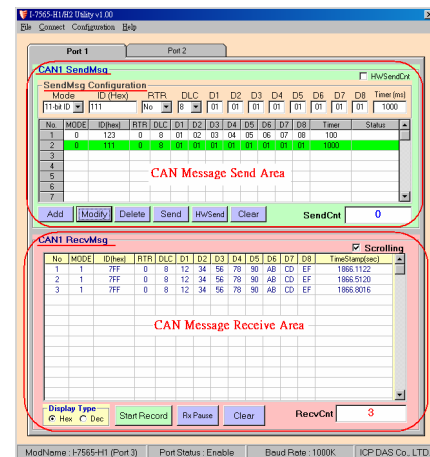 I-7565-H1/H2 Utility v1.00
File Connect Configuration Help
Port 1 Port 2
CAN1 SendMsg
HWSendCnt
SendMsg Configuration
Mode ID (Hex) RTR DLC D1 D2 D3 D4 D5 D6 D7 D8 Timer (ms)
11-bit ID 111 No 8 01 01 01 01 01 01 01 01 1000
No. MODE ID(hex) RTR DLC D1 D2 D3 D4 D5 D6 D7 D8 Timer Status
1 0 123 0 8 01 02 03 04 05 06 07 08 100
2 0 111 0 8 01 01 01 01 01 01 01 01 1000
3
4
5
6
7
CAN Message Send Area
Add Modify Delete Send HWSend Clear SendCnt 0
CAN1 RecvMsg
Scrolling
No MODE ID(hex) RTR DLC D1 D2 D3 D4 D5 D6 D7 D8 TimeStamp(sec)
1 1 7FF 0 8 12 34 56 78 90 AB CD EF 1866.1122
2 1 7FF 0 8 12 34 56 78 90 AB CD EF 1866.5120
3 1 7FF 0 8 12 34 56 78 90 AB CD EF 1866.8016
CAN Message Receive Area
Display Type
Hex Dec Start Record Rx Pause Clear RecvCnt 3
ModName : I-7565-H1 (Port 3) Port Status : Enable Baud Rate : 1000K ICP DAS Co., LTD